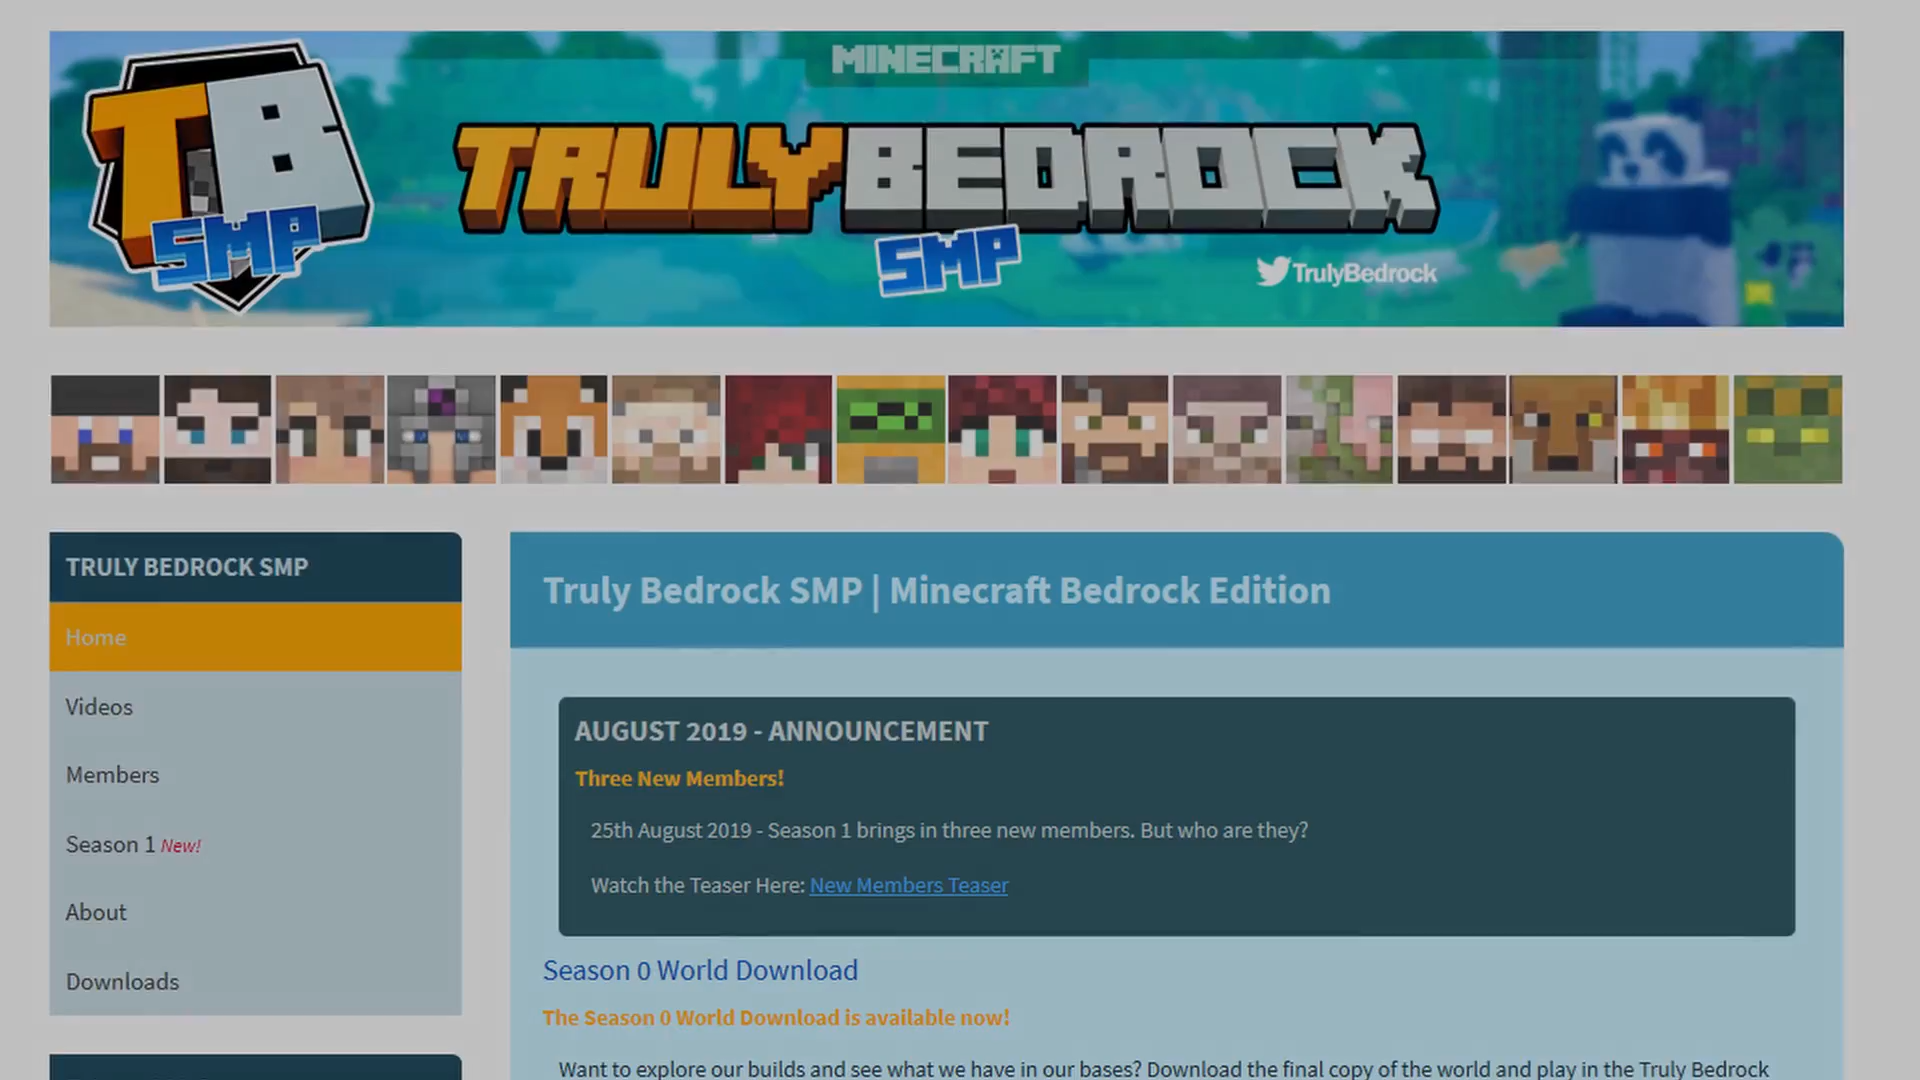 MINECRAFT
TB
SMP
TRULY BEDROCK
SMP
TrulyBedrock
TRULY BEDROCK SMP
Home
Videos
Members
Season 1 New!
About
Downloads
Truly Bedrock SMP | Minecraft Bedrock Edition
AUGUST 2019 - ANNOUNCEMENT
Three New Members!
25th August 2019 - Season 1 brings in three new members. But who are they?
Watch the Teaser Here: New Members Teaser
Season 0 World Download
The Season 0 World Download is available now!
Want to explore our builds and see what we have in our bases? Download the final copy of the world and play in the Truly Bedrock